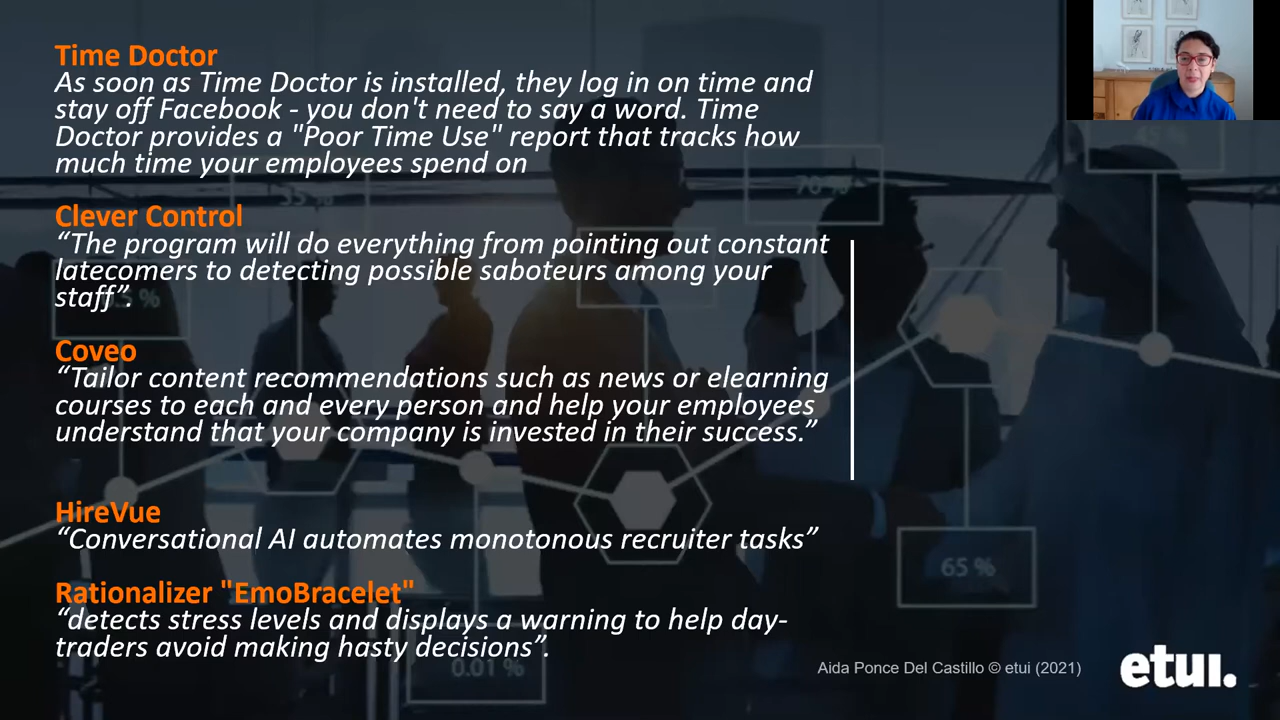 Time Doctor
As soon as Time Doctor is installed, they log in on time and
stay off Facebook - you don't need to say a word. Time
Doctor provides a "Poor Time Use" report that tracks how
much time your employees spend on
Clever Control
“The program will do everything from pointing out constant
latecomers to detecting possible saboteurs among your
staff”.
Coveo
“Tailor content recommendations such as news or elearning
courses to each and every person and help your employees
understand that your company is invested in their success.”
HireVue
“Conversational AI automates monotonous recruiter tasks”
Rationalizer "EmoBracelet"
“detects stress levels and displays a warning to help day-
traders avoid making hasty decisions”.
70 %
65 %
0.01 %
Aida Ponce Del Castillo © etui (2021)
etui.